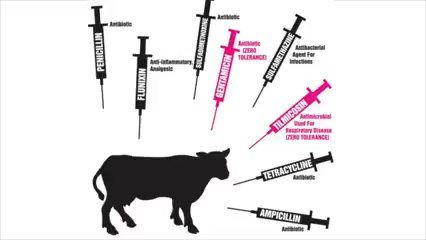 PENICILLIN
Antibiotic
FLUNIXIN
Anti-inflammatory,
Analgesic
SULFADIMETHOXINE
Antibiotic
GENTAMICIN
Antibiotic
(ZERO
TOLERANCE)
SULFAMETHAZINE
Antibacterial
Agent For
Infections
TILMICOSIN
Antimicrobial
Used For
Respiratory Disease
(ZERO TOLERANCE)
TETRACYCLINE
Antibiotic
AMPICILLIN
Antibiotic